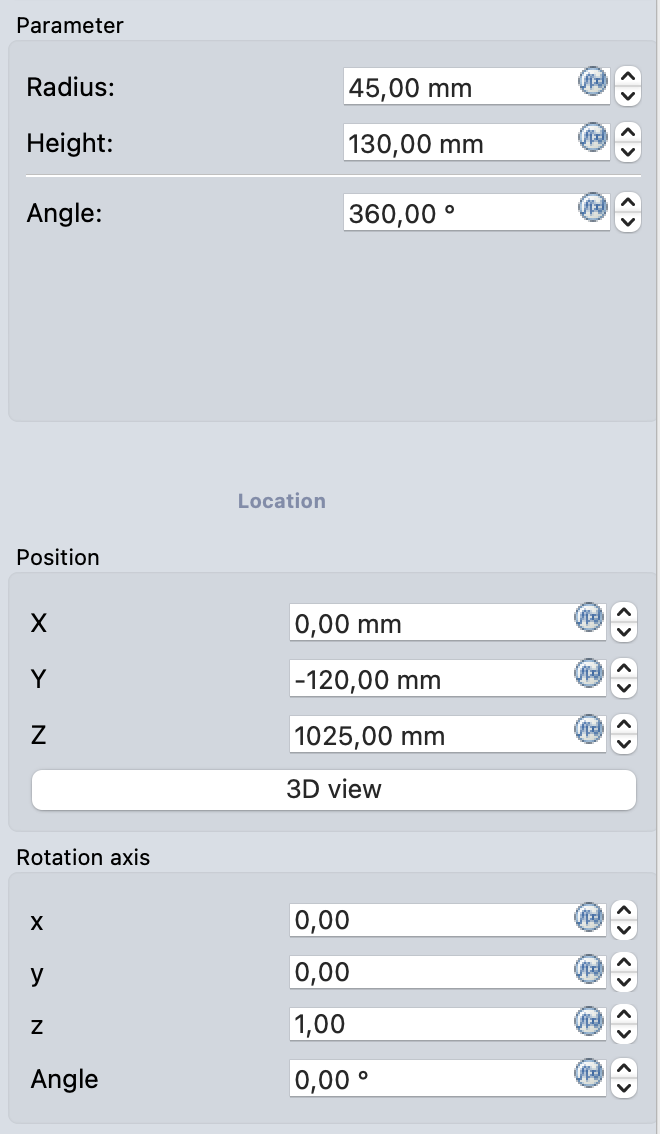 Parameter
Radius: 45,00 mm
Height: 130,00 mm
Angle: 360,00 °
Location
Position
X 0,00 mm
Y -120,00 mm
Z 1025,00 mm
3D view
Rotation axis
x 0,00
y 0,00
z 1,00
Angle 0,00 °